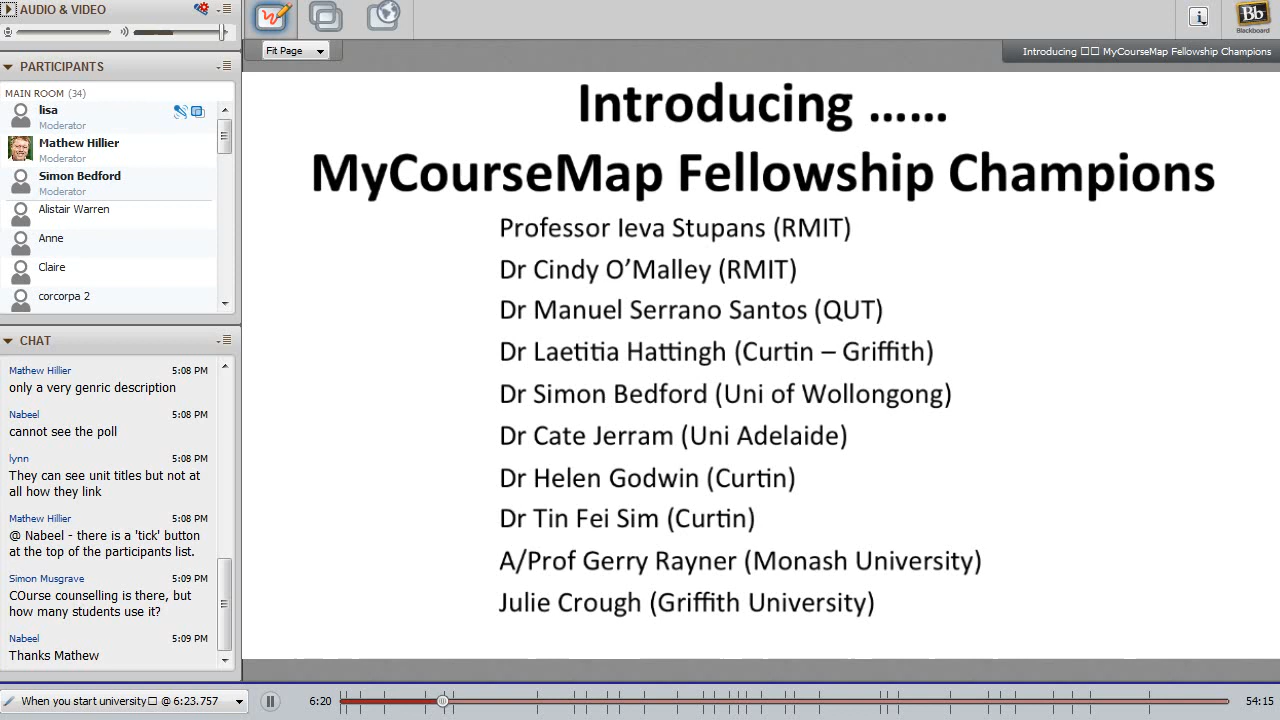 AUDIO & VIDEO
PARTICIPANTS
MAIN ROOM (34)
lisa
Moderator
Mathew Hillier
Moderator
Simon Bedford
Moderator
Alistair Warren
Anne
Claire
corcorpa 2
CHAT
Mathew Hillier 5:08 PM
only a very genric description
Nabeel 5:08 PM
cannot see the poll
lynn 5:08 PM
They can see unit titles but not at
all how they link
Mathew Hillier 5:08 PM
@ Nabeel - there is a 'tick' button
at the top of the participants list.
Simon Musgrave 5:09 PM
COurse counselling is there, but
how many students use it?
Nabeel 5:09 PM
Thanks Mathew
Fit Page
Bb
Blackboard
Introducing □□ MyCourseMap Fellowship Champions
Introducing ……
MyCourseMap Fellowship Champions
Professor Ieva Stupans (RMIT)
Dr Cindy O’Malley (RMIT)
Dr Manuel Serrano Santos (QUT)
Dr Laetitia Hattingh (Curtin – Griffith)
Dr Simon Bedford (Uni of Wollongong)
Dr Cate Jerram (Uni Adelaide)
Dr Helen Godwin (Curtin)
Dr Tin Fei Sim (Curtin)
A/Prof Gerry Rayner (Monash University)
Julie Crough (Griffith University)
When you start university□ @ 6:23.757
6:20
54:15